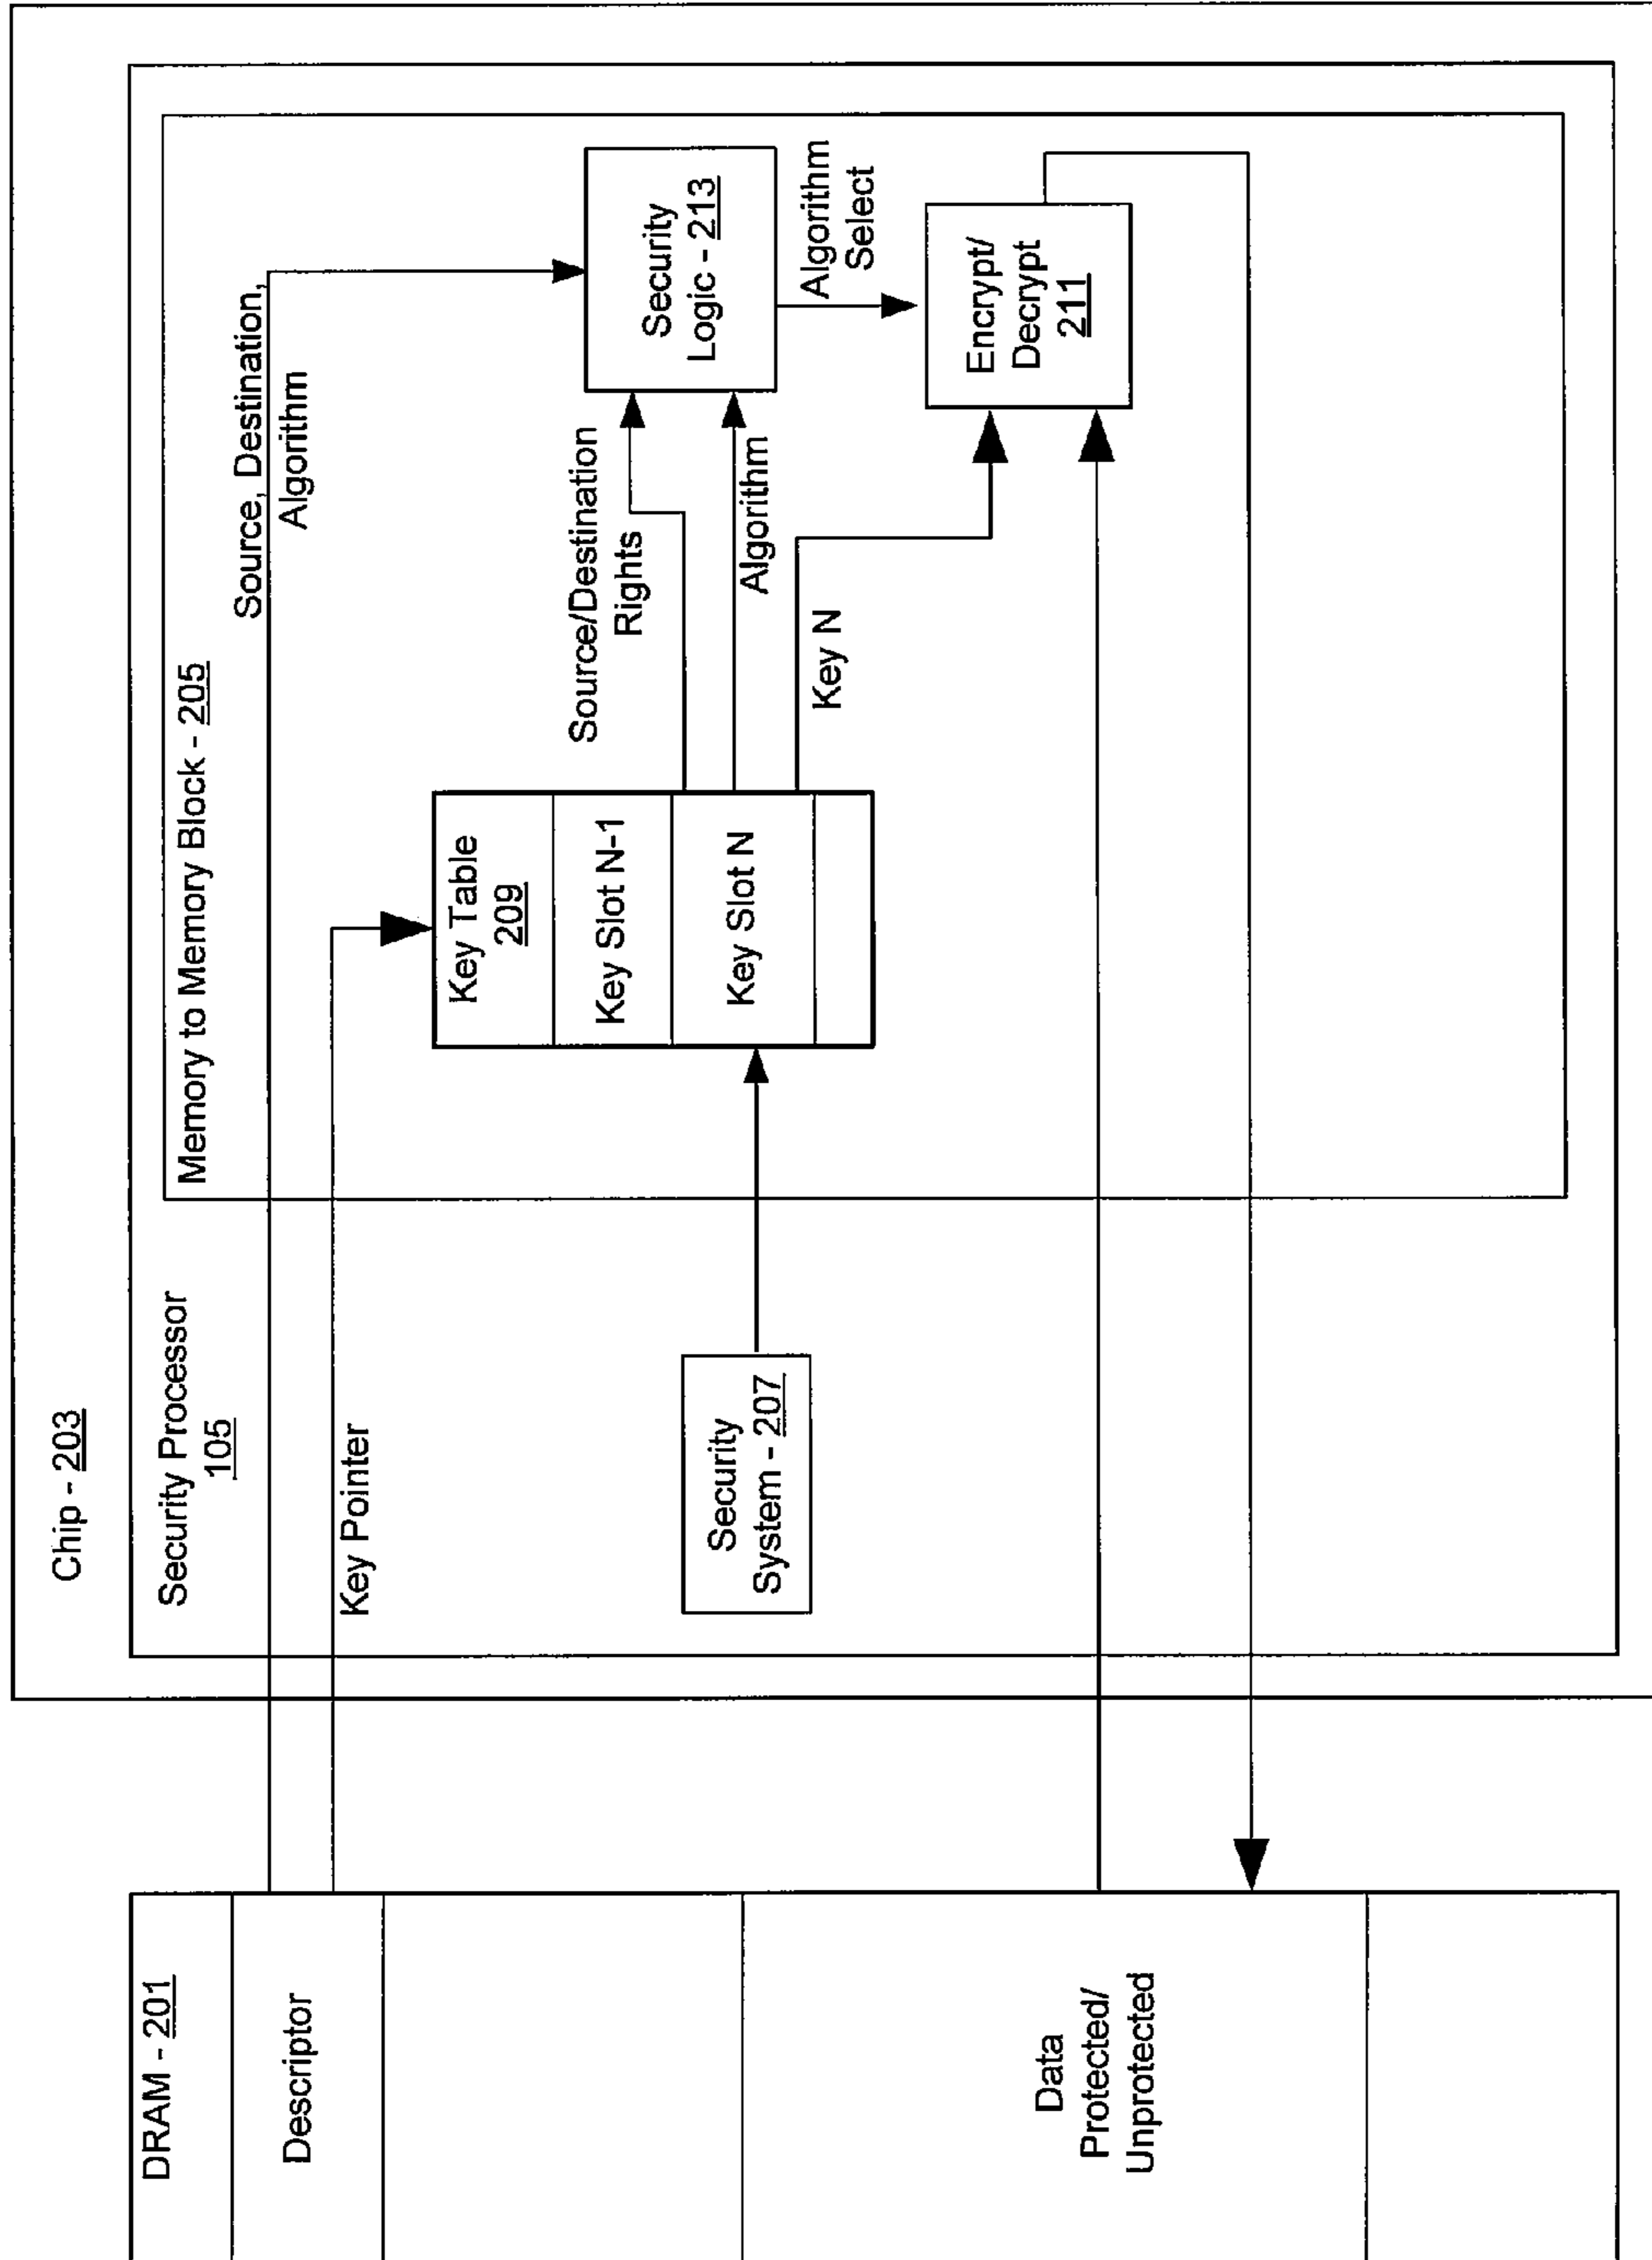 DRAM - 201
Descriptor
Data
Protected/
Unprotected
Chip - 203
Security Processor
105
Key Pointer
Security
System - 207
Memory to Memory Block - 205
Source, Destination,
Algorithm
Key Table
209
Key Slot N-1
Key Slot N
Source/Destination
Rights
Algorithm
Key N
Security
Logic - 213
Algorithm
Select
Encrypt/
Decrypt
211